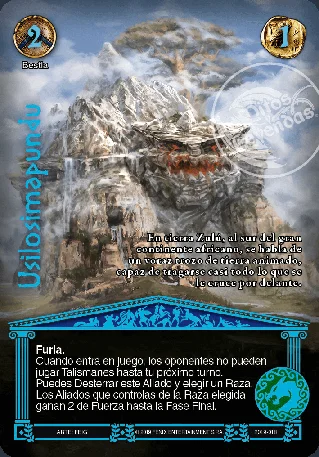 2
1
Bestia
Usilosimapundu
En tierra Zulú, al sur del gran
continente africano, se habla de
un voraz trozo de tierra animado,
capaz de tragarse casi todo lo que se
le cruce por delante.
Furia.
Cuando entra en juego, los oponentes no pueden
jugar Talismanes hasta tu próximo turno.
Puedes Desterrar este Aliado y elegir un Raza.
Los Aliados que controlas de la Raza elegida
ganan 2 de Fuerza hasta la Fase Final.